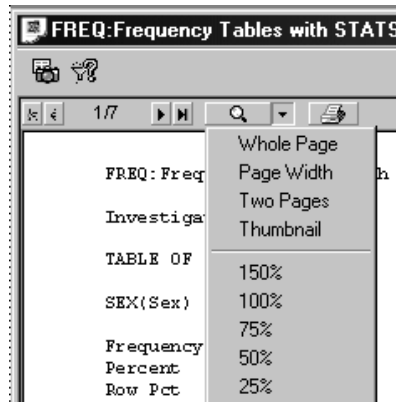 FREQ:Frequency Tables with STATS
1/7
Whole Page
FREQ:Freq
Page Width
h
Two Pages
Investiga
Thumbnail
TABLE OF
150%
SEX(Sex)
100%
75%
Frequency
50%
Percent
25%
Row Pct